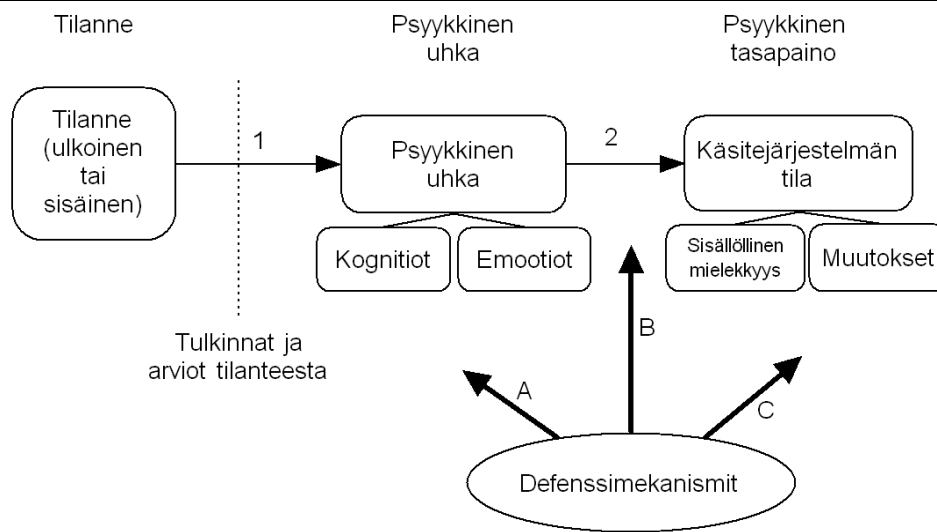 Tilanne
Psyykkinen
uhka
Psyykkinen
tasapaino
Tilanne
(ulkoinen
tai
sisäinen)
1
Psyykkinen
uhka
2
Käsitejärjestelmän
tila
Kognitiot
Emootiot
Sisällöllinen
mielekkyys
Muutokset
Tulkinnat ja
arviot tilanteesta
A
B
C
Defenssimekanismit